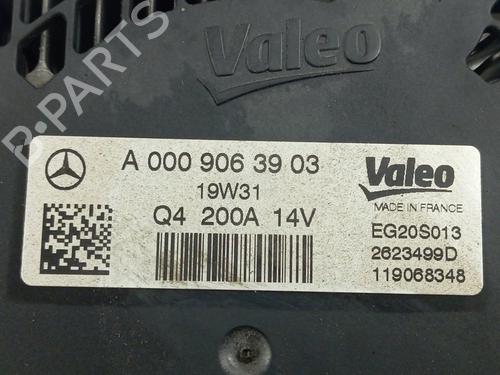 B-PARTS
Valeo
A 000 906 39 03
19W31
Q4 200A 14V
Valeo
MADE IN FRANCE
EG20S013
2623499D
119068348